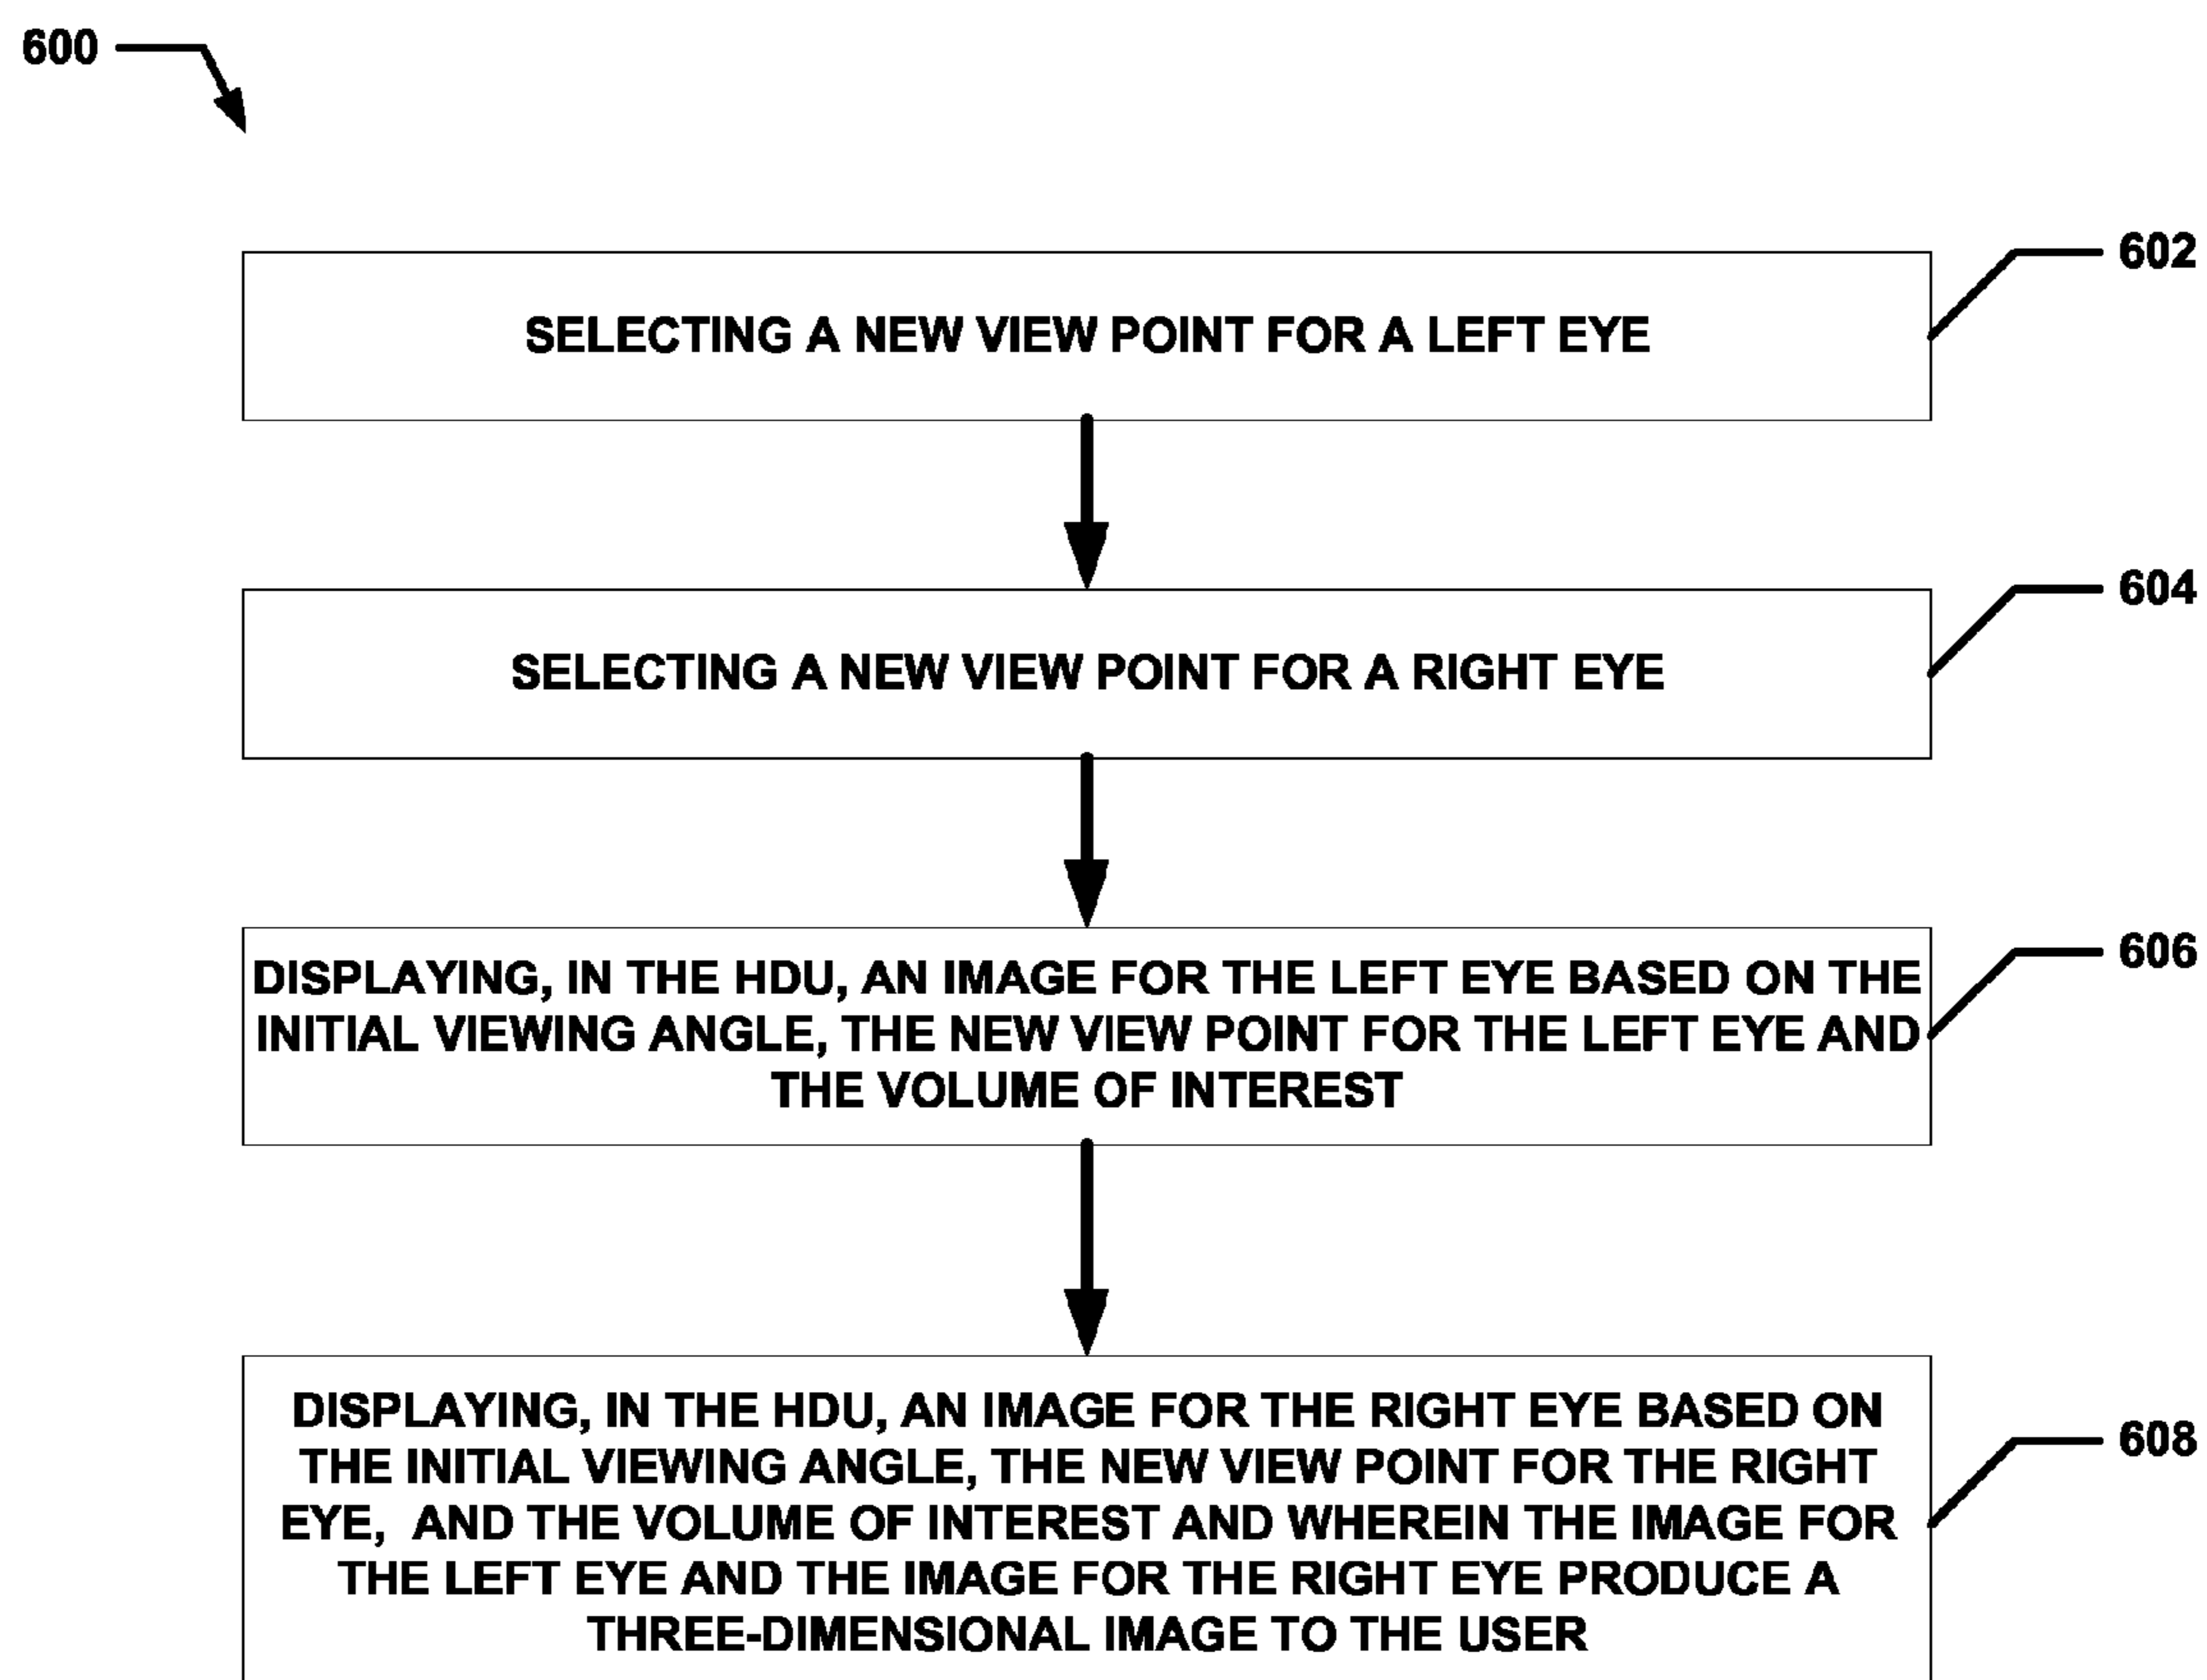 600
602
SELECTING A NEW VIEW POINT FOR A LEFT EYE
604
SELECTING A NEW VIEW POINT FOR A RIGHT EYE
606
DISPLAYING, IN THE HDU, AN IMAGE FOR THE LEFT EYE BASED ON THE
INITIAL VIEWING ANGLE, THE NEW VIEW POINT FOR THE LEFT EYE AND
THE VOLUME OF INTEREST
608
DISPLAYING, IN THE HDU, AN IMAGE FOR THE RIGHT EYE BASED ON
THE INITIAL VIEWING ANGLE, THE NEW VIEW POINT FOR THE RIGHT
EYE, AND THE VOLUME OF INTEREST AND WHEREIN THE IMAGE FOR
THE LEFT EYE AND THE IMAGE FOR THE RIGHT EYE PRODUCE A
THREE-DIMENSIONAL IMAGE TO THE USER